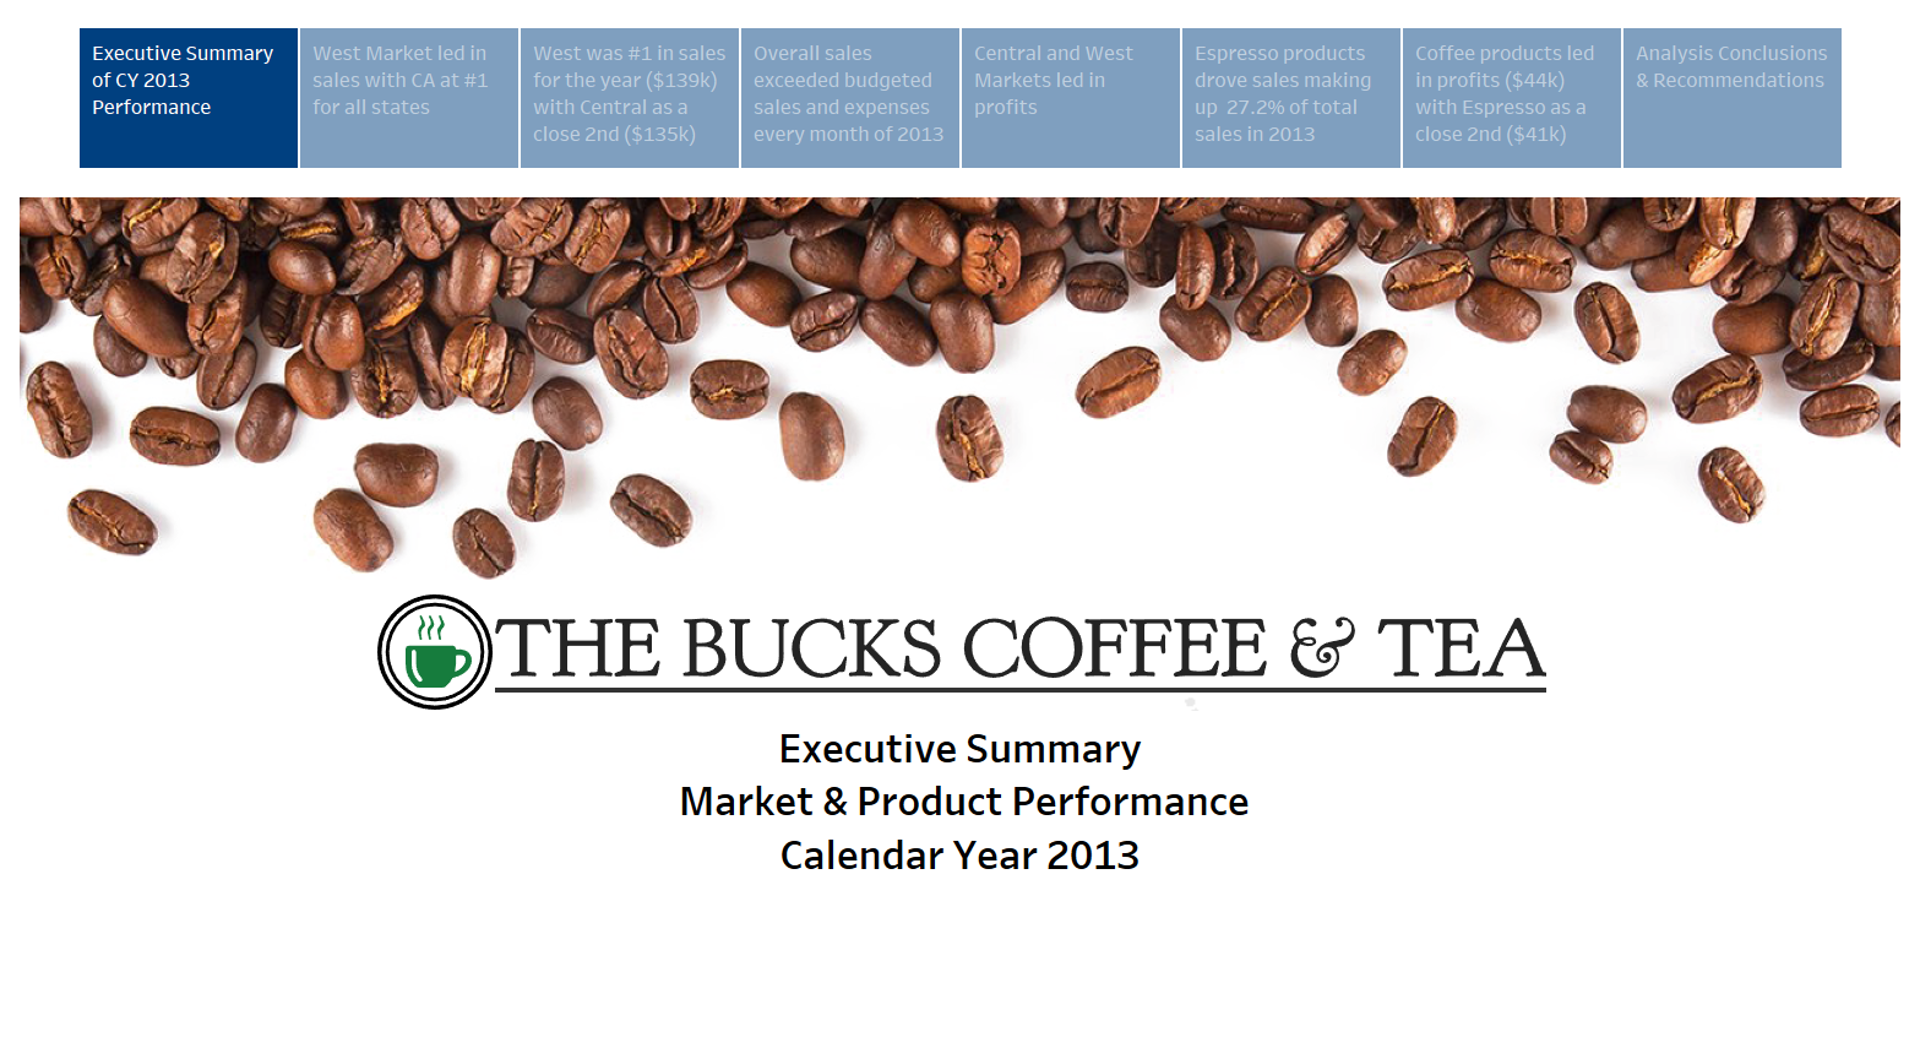 Executive Summary
of CY 2013
Performance
West Market led in
sales with CA at #1
for all states
West was #1 in sales
for the year ($139k)
with Central as a
close 2nd ($135k)
Overall sales
exceeded budgeted
sales and expenses
every month of 2013
Central and West
Markets led in
profits
Espresso products
drove sales making
up  27.2% of total
sales in 2013
Coffee products led
in profits ($44k)
with Espresso as a
close 2nd ($41k)
Analysis Conclusions
& Recommendations
THE BUCKS COFFEE & TEA
Executive Summary
Market & Product Performance
Calendar Year 2013